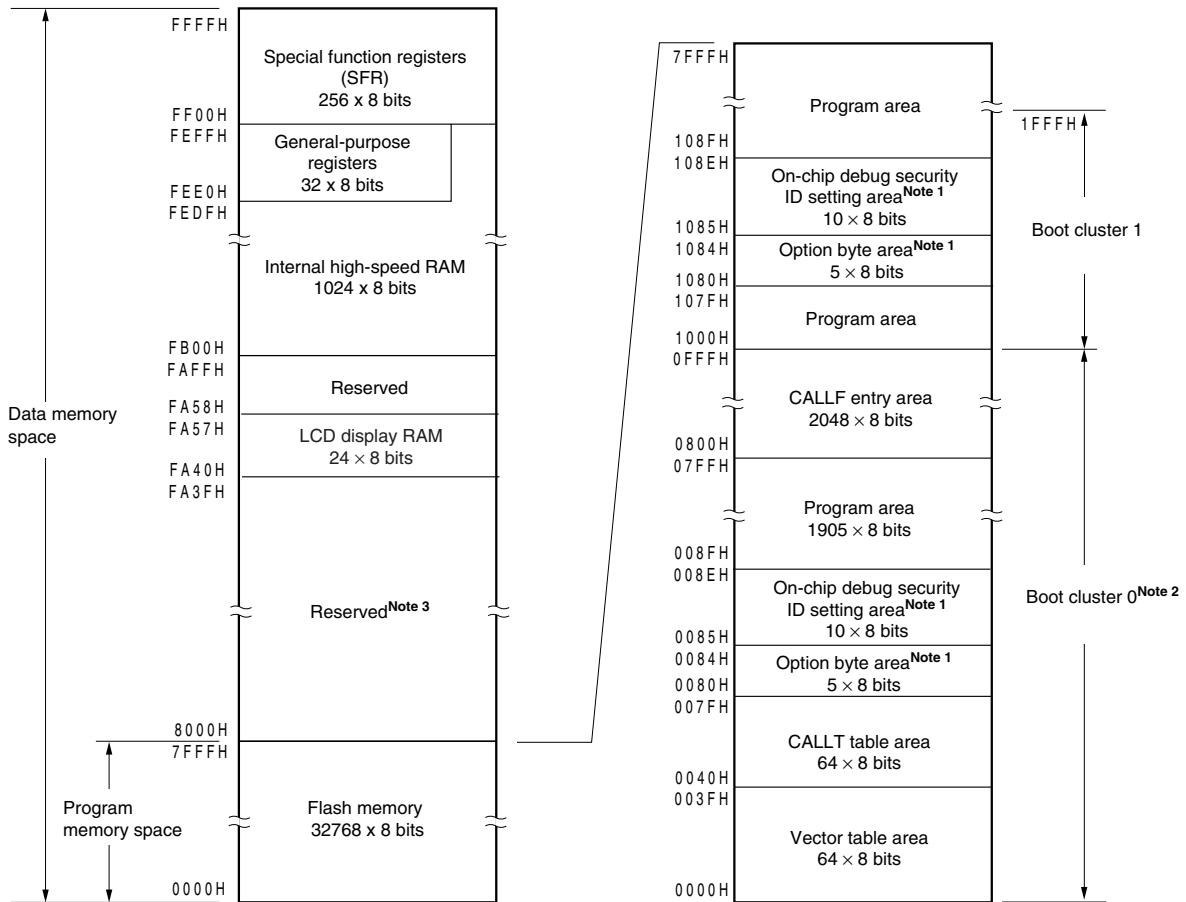 FFFFH
Special function registers
(SFR)
256 x 8 bits
FF00H
FEFFH
General-purpose
registers
32 x 8 bits
FEE0H
FEDFH
Internal high-speed RAM
1024 x 8 bits
FB00H
FAFFH
Reserved
FA58H
FA57H
LCD display RAM
24 × 8 bits
FA40H
FA3FH
Data memory
space
ReservedNote 3
8000H
7FFFH
Program
memory space
Flash memory
32768 x 8 bits
0000H
7FFFH
Program area
1FFFH
108FH
108EH
On-chip debug security
ID setting areaNote 1
10 × 8 bits
1085H
1084H
Option byte areaNote 1
5 × 8 bits
1080H
107FH
Program area
1000H
Boot cluster 1
0FFFH
CALLF entry area
2048 × 8 bits
0800H
07FFH
Program area
1905 × 8 bits
008FH
008EH
On-chip debug security
ID setting areaNote 1
10 × 8 bits
Boot cluster 0Note 2
0085H
0084H
Option byte areaNote 1
5 × 8 bits
0080H
007FH
CALLT table area
64 × 8 bits
0040H
003FH
Vector table area
64 × 8 bits
0000H